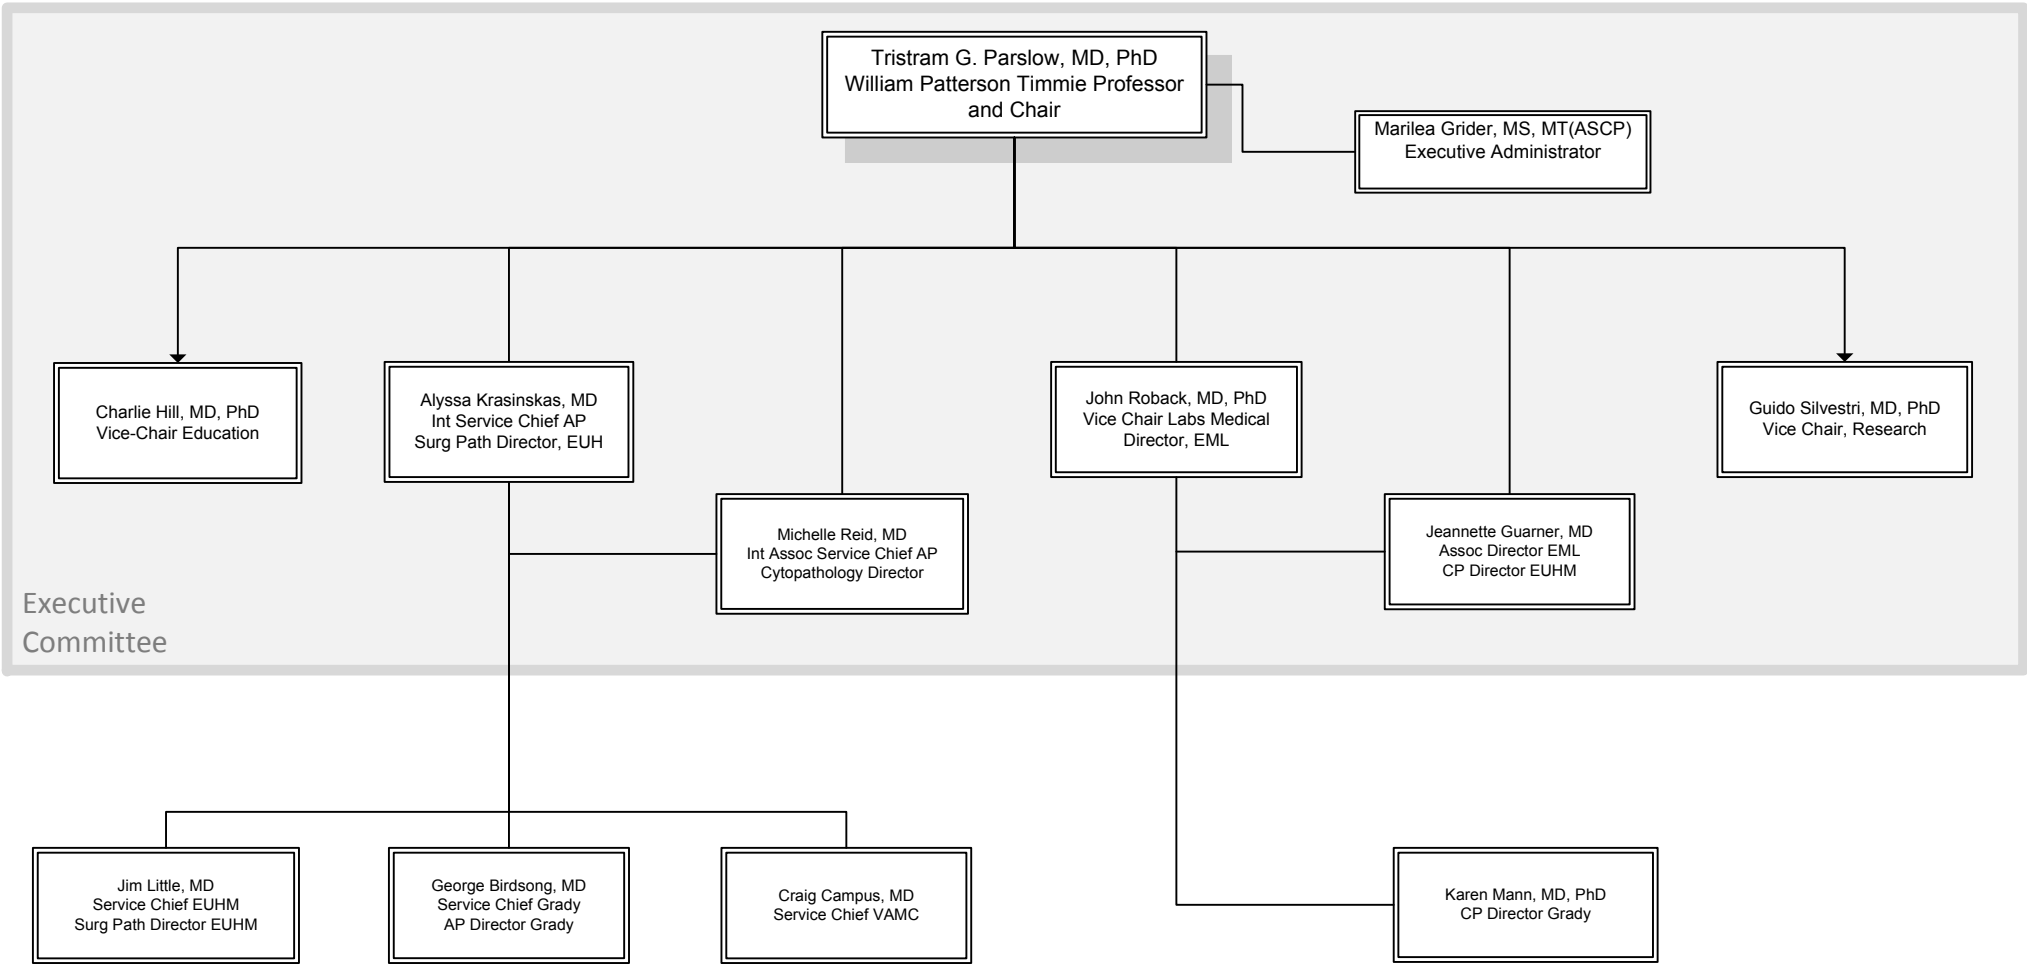 Tristram G. Parslow, MD, PhD
William Patterson Timmie Professor
and Chair
Marilea Grider, MS, MT(ASCP)
Executive Administrator
Charlie Hill, MD, PhD
Vice-Chair Education
Alyssa Krasinskas, MD
Int Service Chief AP
Surg Path Director, EUH
Michelle Reid, MD
Int Assoc Service Chief AP
Cytopathology Director
John Roback, MD, PhD
Vice Chair Labs Medical
Director, EML
Jeannette Guarner, MD
Assoc Director EML
CP Director EUHM
Guido Silvestri, MD, PhD
Vice Chair, Research
Executive
Committee
Jim Little, MD
Service Chief EUHM
Surg Path Director EUHM
George Birdsong, MD
Service Chief Grady
AP Director Grady
Craig Campus, MD
Service Chief VAMC
Karen Mann, MD, PhD
CP Director Grady